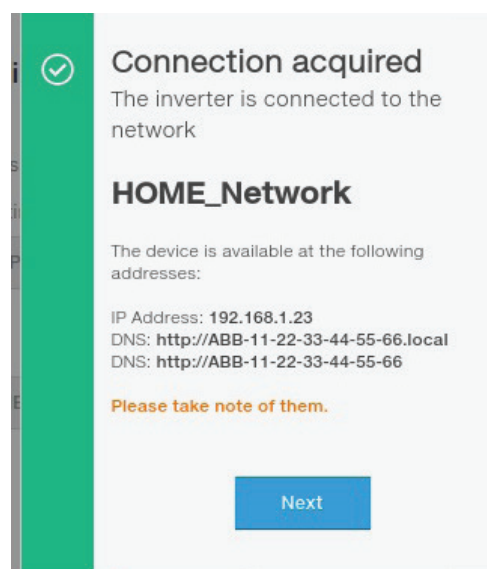 Connection acquired
The inverter is connected to the
network
HOME_Network
The device is available at the following
addresses:
IP Address: 192.168.1.23
DNS: http://ABB-11-22-33-44-55-66.local
DNS: http://ABB-11-22-33-44-55-66
Please take note of them.
Next